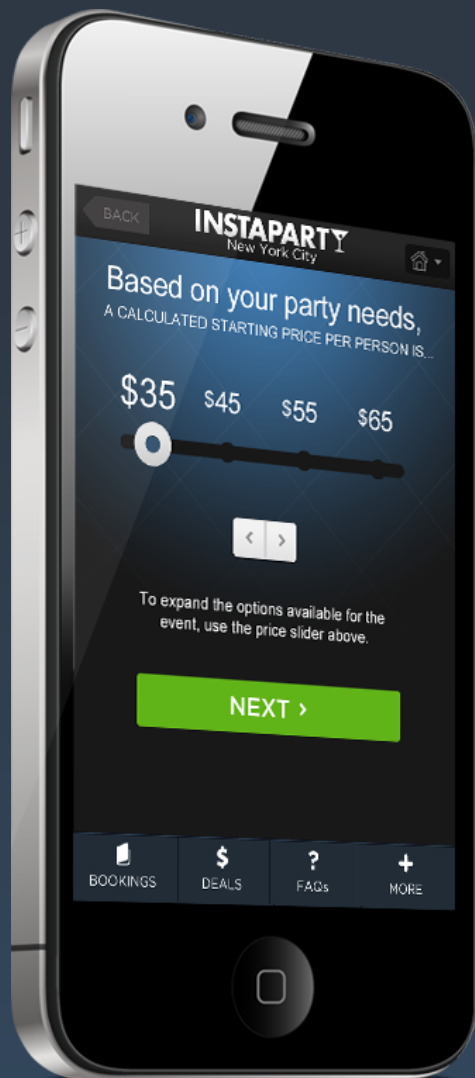 BACK
INSTAPARTY
New York City
Based on your party needs,
A CALCULATED STARTING PRICE PER PERSON IS...
$35 $45 $55 $65
To expand the options available for the
event, use the price slider above.
NEXT ›
BOOKINGS DEALS FAQs MORE